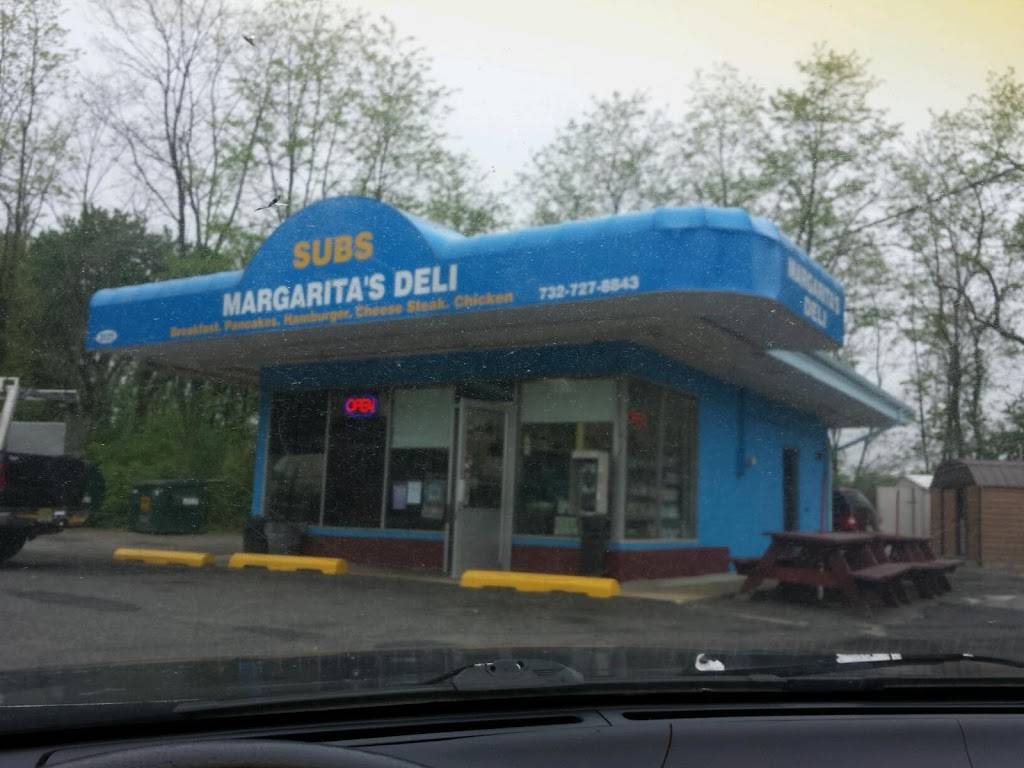 SUBS
MARGARITA'S DELI
Breakfast. Pancakes. Hamburger. Cheese Steak. Chicken
732-727-8843
MARGARITA'S
DELI
OPEN